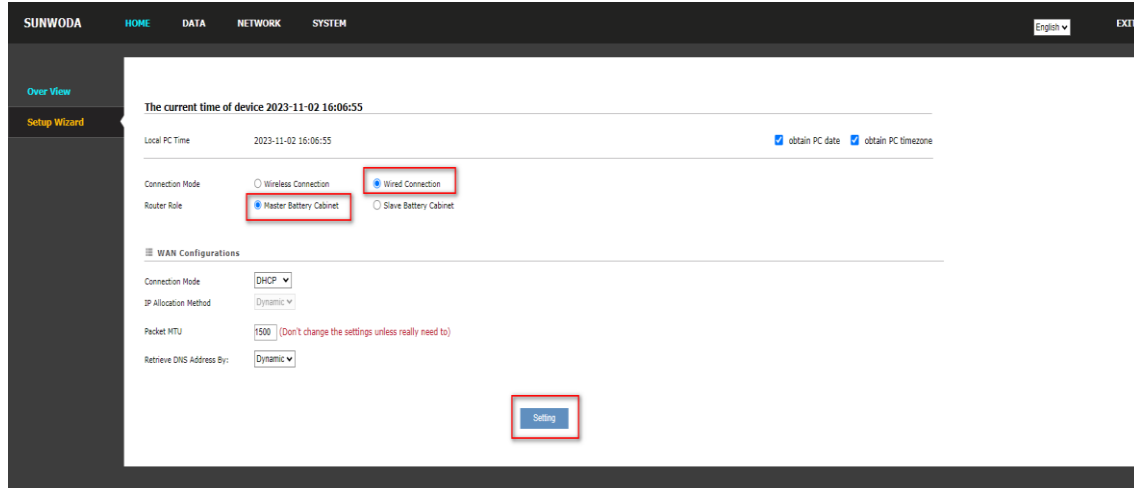 SUNWODA HOME DATA NETWORK SYSTEM English EXIT
Over View
Setup Wizard
The current time of device 2023-11-02 16:06:55
Local PC Time 2023-11-02 16:06:55 obtain PC date obtain PC timezone
Connection Mode Wireless Connection Wired Connection
Router Role Master Battery Cabinet Slave Battery Cabinet
WAN Configurations
Connection Mode DHCP
IP Allocation Method Dynamic
Packet MTU 1500 (Don't change the settings unless really need to)
Retrieve DNS Address By: Dynamic
Setting